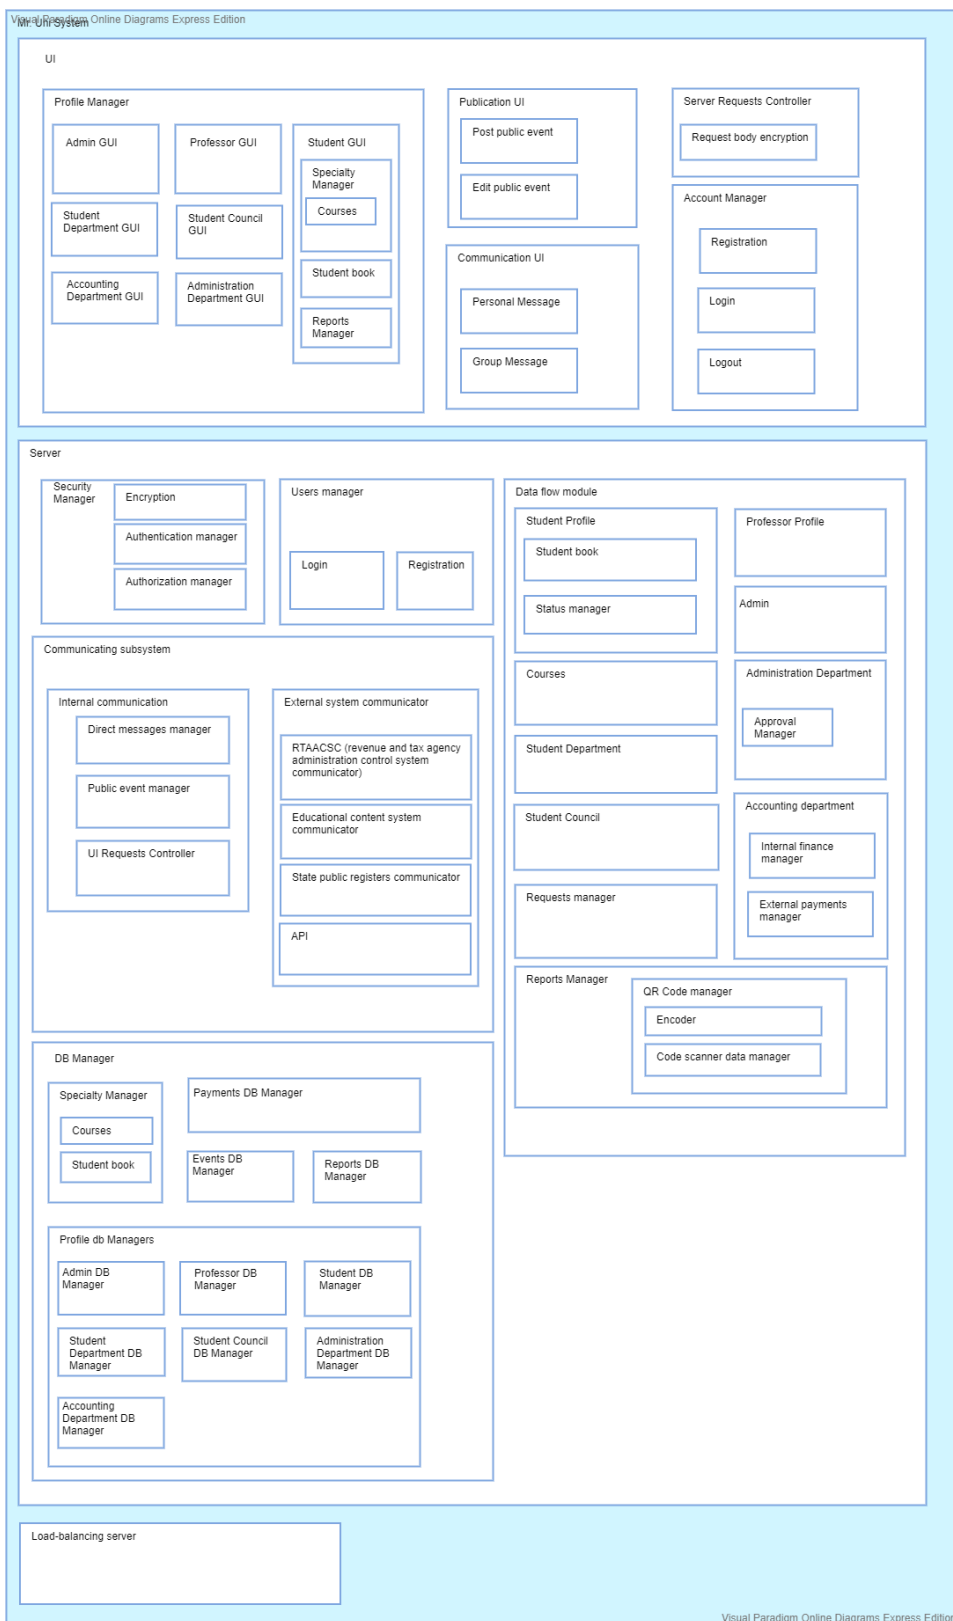 Visual Paradigm Online Diagrams Express Edition
Mr. Uni System
UI
Profile Manager
Admin GUI
Professor GUI
Student GUI
Specialty
Manager
Courses
Student
Department GUI
Student Council
GUI
Student book
Accounting
Department GUI
Administration
Department GUI
Reports
Manager
Publication UI
Post public event
Edit public event
Communication UI
Personal Message
Group Message
Server Requests Controller
Request body encryption
Account Manager
Registration
Login
Logout
Server
Security
Manager
Encryption
Authentication manager
Authorization manager
Users manager
Login
Registration
Communicating subsystem
Internal communication
Direct messages manager
Public event manager
UI Requests Controller
External system communicator
RTAACSC (revenue and tax agency
administration control system
communicator)
Educational content system
communicator
State public registers communicator
API
Data flow module
Student Profile
Student book
Status manager
Professor Profile
Admin
Courses
Administration Department
Approval
Manager
Student Department
Student Council
Accounting department
Internal finance
manager
External payments
manager
Requests manager
Reports Manager
QR Code manager
Encoder
Code scanner data manager
DB Manager
Specialty Manager
Courses
Student book
Payments DB Manager
Events DB
Manager
Reports DB
Manager
Profile db Managers
Admin DB
Manager
Professor DB
Manager
Student DB
Manager
Student
Department DB
Manager
Student Council
DB Manager
Administration
Department DB
Manager
Accounting
Department DB
Manager
Load-balancing server
Visual Paradigm Online Diagrams Express Edition